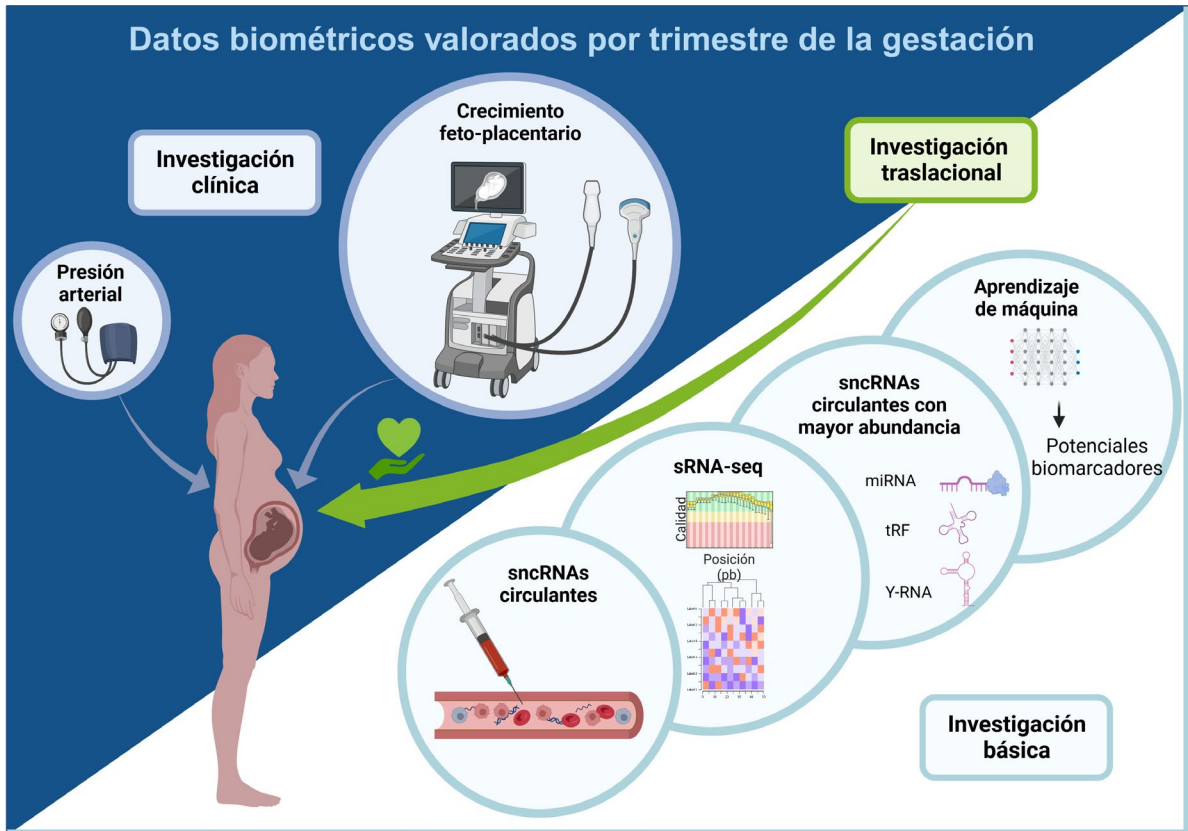 Datos biométricos valorados por trimestre de la gestación
Crecimiento
feto-placentario
Investigación
clínica
Investigación
traslacional
Presión
arterial
Aprendizaje
de máquina
Potenciales
biomarcadores
sncRNAs
circulantes con
mayor abundancia
miRNA
tRF
Y-RNA
sRNA-seq
Calidad
Posición
(pb)
sncRNAs
circulantes
Investigación
básica